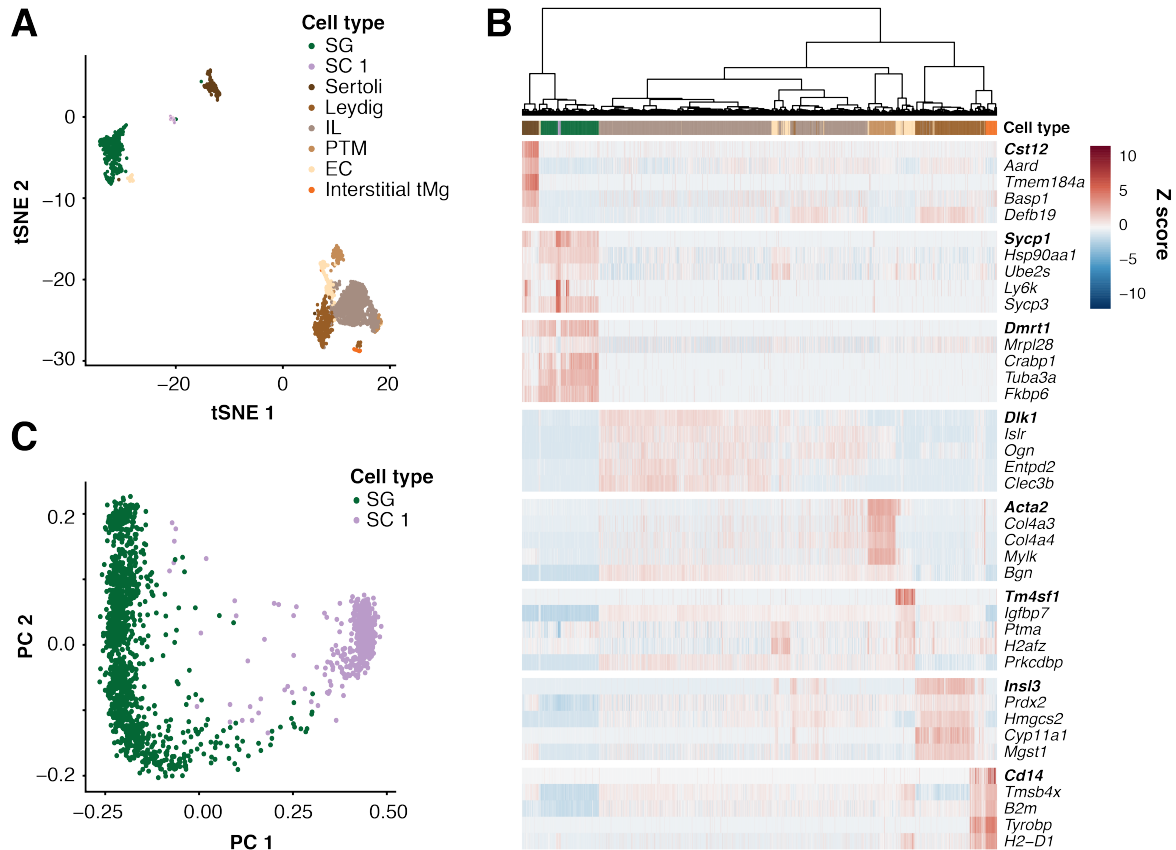 A
Cell type
SG
SC 1
Sertoli
Leydig
IL
PTM
EC
Interstitial tMg
0
−10
−20
−30
tSNE 2
−20
0
20
tSNE 1
B
Cell type
Cst12
Aard
Tmem184a
Basp1
Defb19
Sycp1
Hsp90aa1
Ube2s
Ly6k
Sycp3
Dmrt1
Mrpl28
Crabp1
Tuba3a
Fkbp6
Dlk1
Islr
Ogn
Entpd2
Clec3b
Acta2
Col4a3
Col4a4
Mylk
Bgn
Tm4sf1
Igfbp7
Ptma
H2afz
Prkcdbp
Insl3
Prdx2
Hmgcs2
Cyp11a1
Mgst1
Cd14
Tmsb4x
B2m
Tyrobp
H2−D1
10
5
0
−5
−10
Z score
C
Cell type
SG
SC 1
0.2
0.0
−0.2
PC 2
−0.25
0.00
0.25
0.50
PC 1